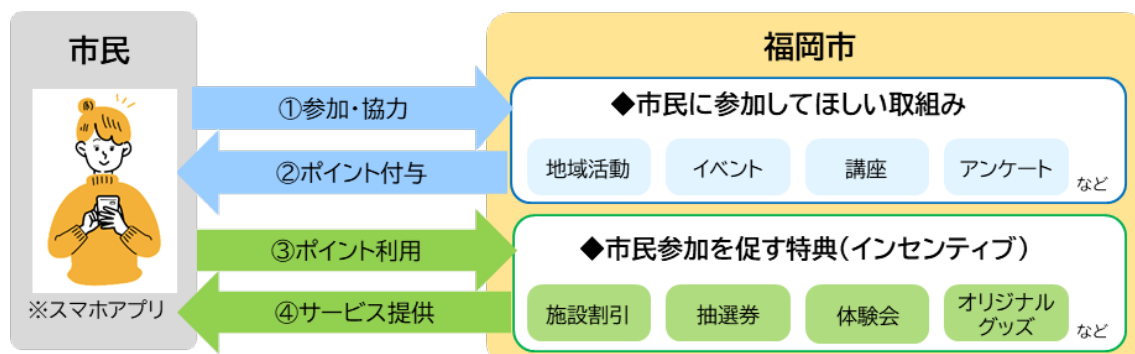 市民
※スマホアプリ
①参加・協力
②ポイント付与
③ポイント利用
④サービス提供
福岡市
◆市民に参加してほしい取組み
地域活動
イベント
講座
アンケート
など
◆市民参加を促す特典（インセンティブ）
施設割引
抽選券
体験会
オリジナル
グッズ
など